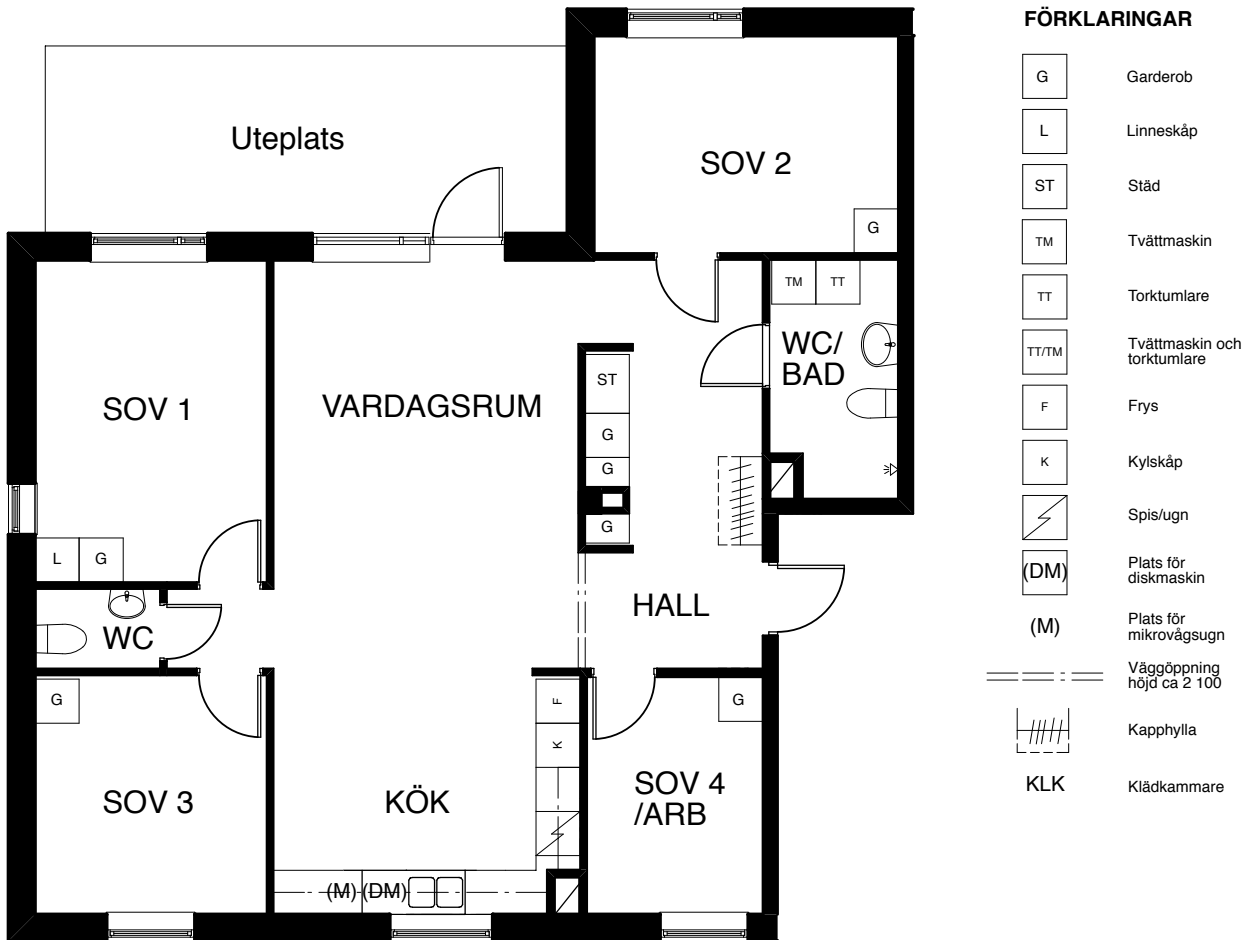 Uteplats
SOV 2
G
TM
TT
WC/
BAD
SOV 1
VARDAGSRUM
ST
G
G
G
L
G
WC
HALL
G
F
K
G
SOV 3
KÖK
SOV 4
/ARB
(M)
(DM)
FÖRKLARINGAR
G Garderob
L Linneskåp
ST Städ
TM Tvättmaskin
TT Torktumlare
TT/TM Tvättmaskin och
torktumlare
F Frys
K Kylskåp
Spis/ugn
(DM) Plats för
diskmaskin
(M) Plats för
mikrovågsugn
Väggöppning
höjd ca 2 100
Kapphylla
KLK Klädkammare